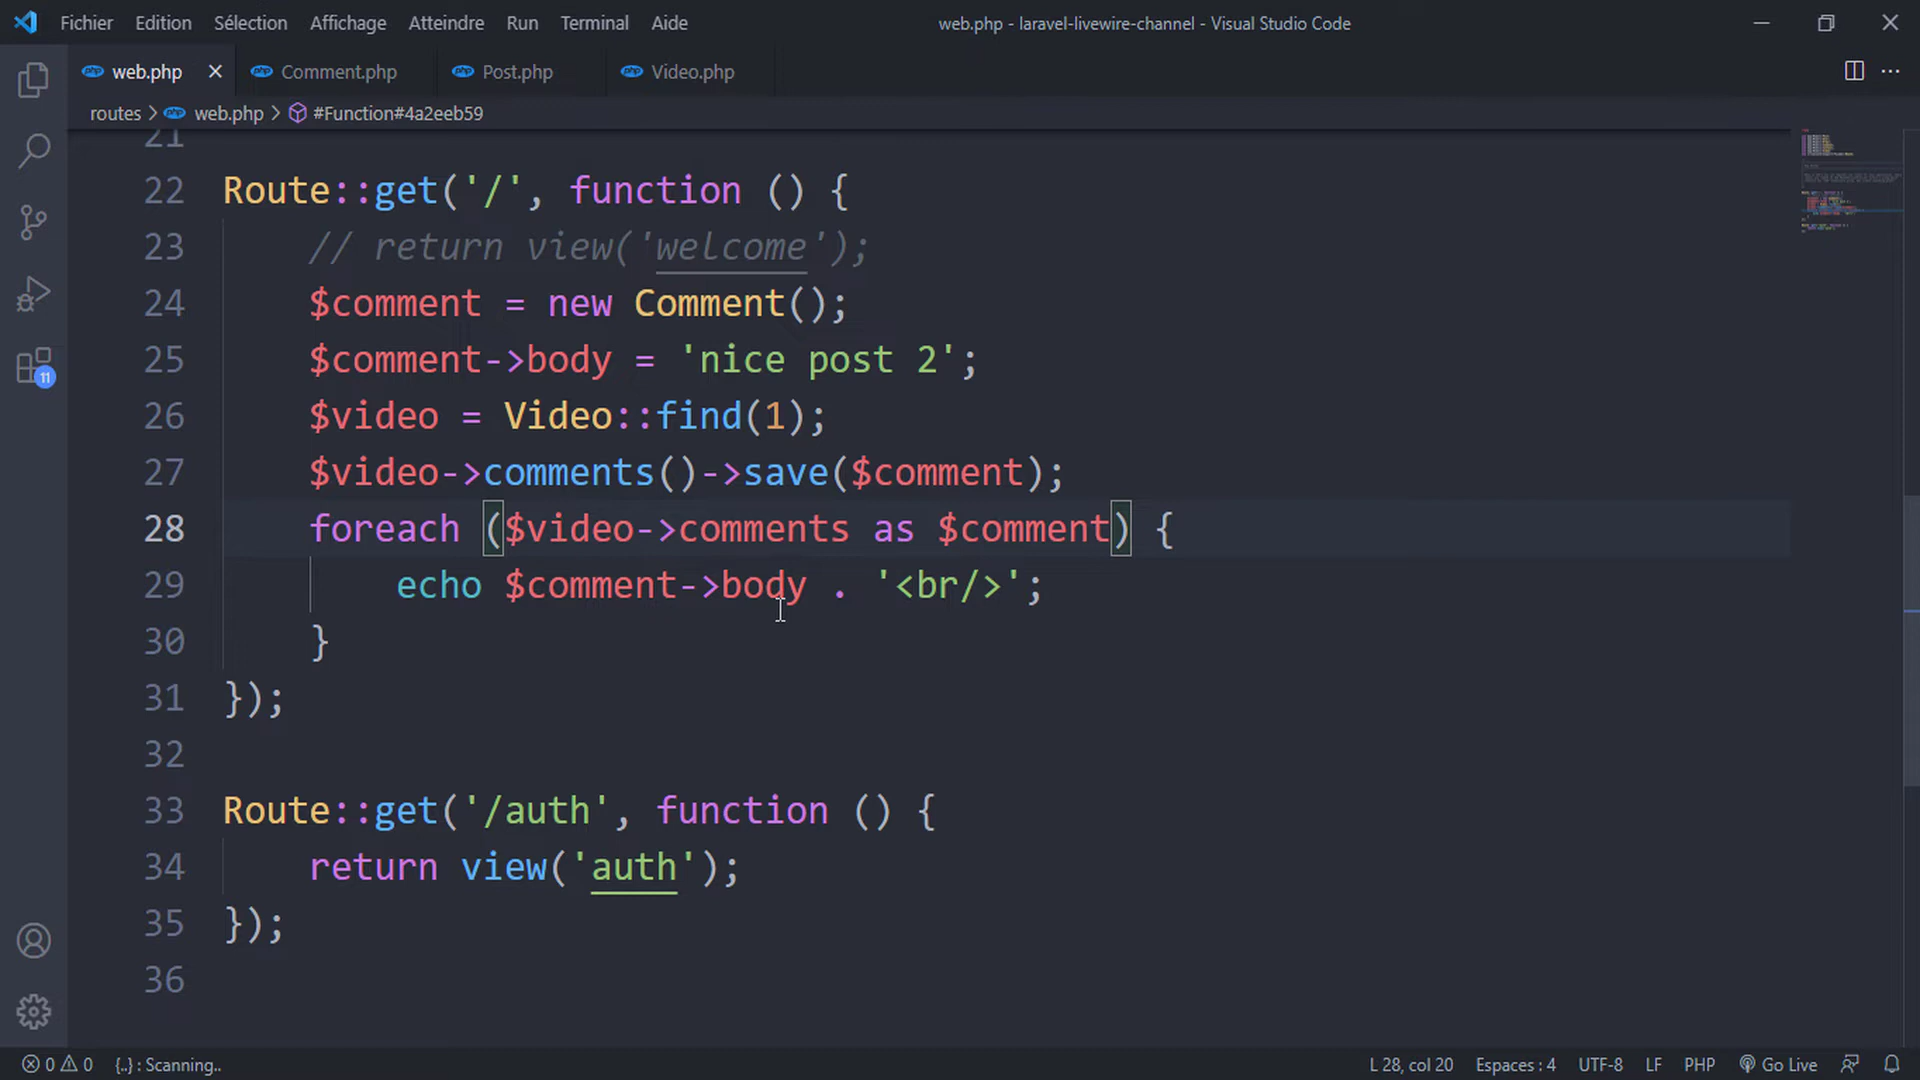 Fichier Edition Sélection Affichage Atteindre Run Terminal Aide web.php - laravel-livewire-channel - Visual Studio Code
web.php Comment.php Post.php Video.php
routes > web.php > #Function#4a2eeb59
21
22 Route::get('/', function () {
23 // return view('welcome');
24 $comment = new Comment();
25 $comment->body = 'nice post 2';
26 $video = Video::find(1);
27 $video->comments()->save($comment);
28 foreach ($video->comments as $comment) {
29 echo $comment->body . '<br/>';
30 }
31 });
32
33 Route::get('/auth', function () {
34 return view('auth');
35 });
36
11
0 0 {..} : Scanning.. L 28, col 20 Espaces : 4 UTF-8 LF PHP Go Live